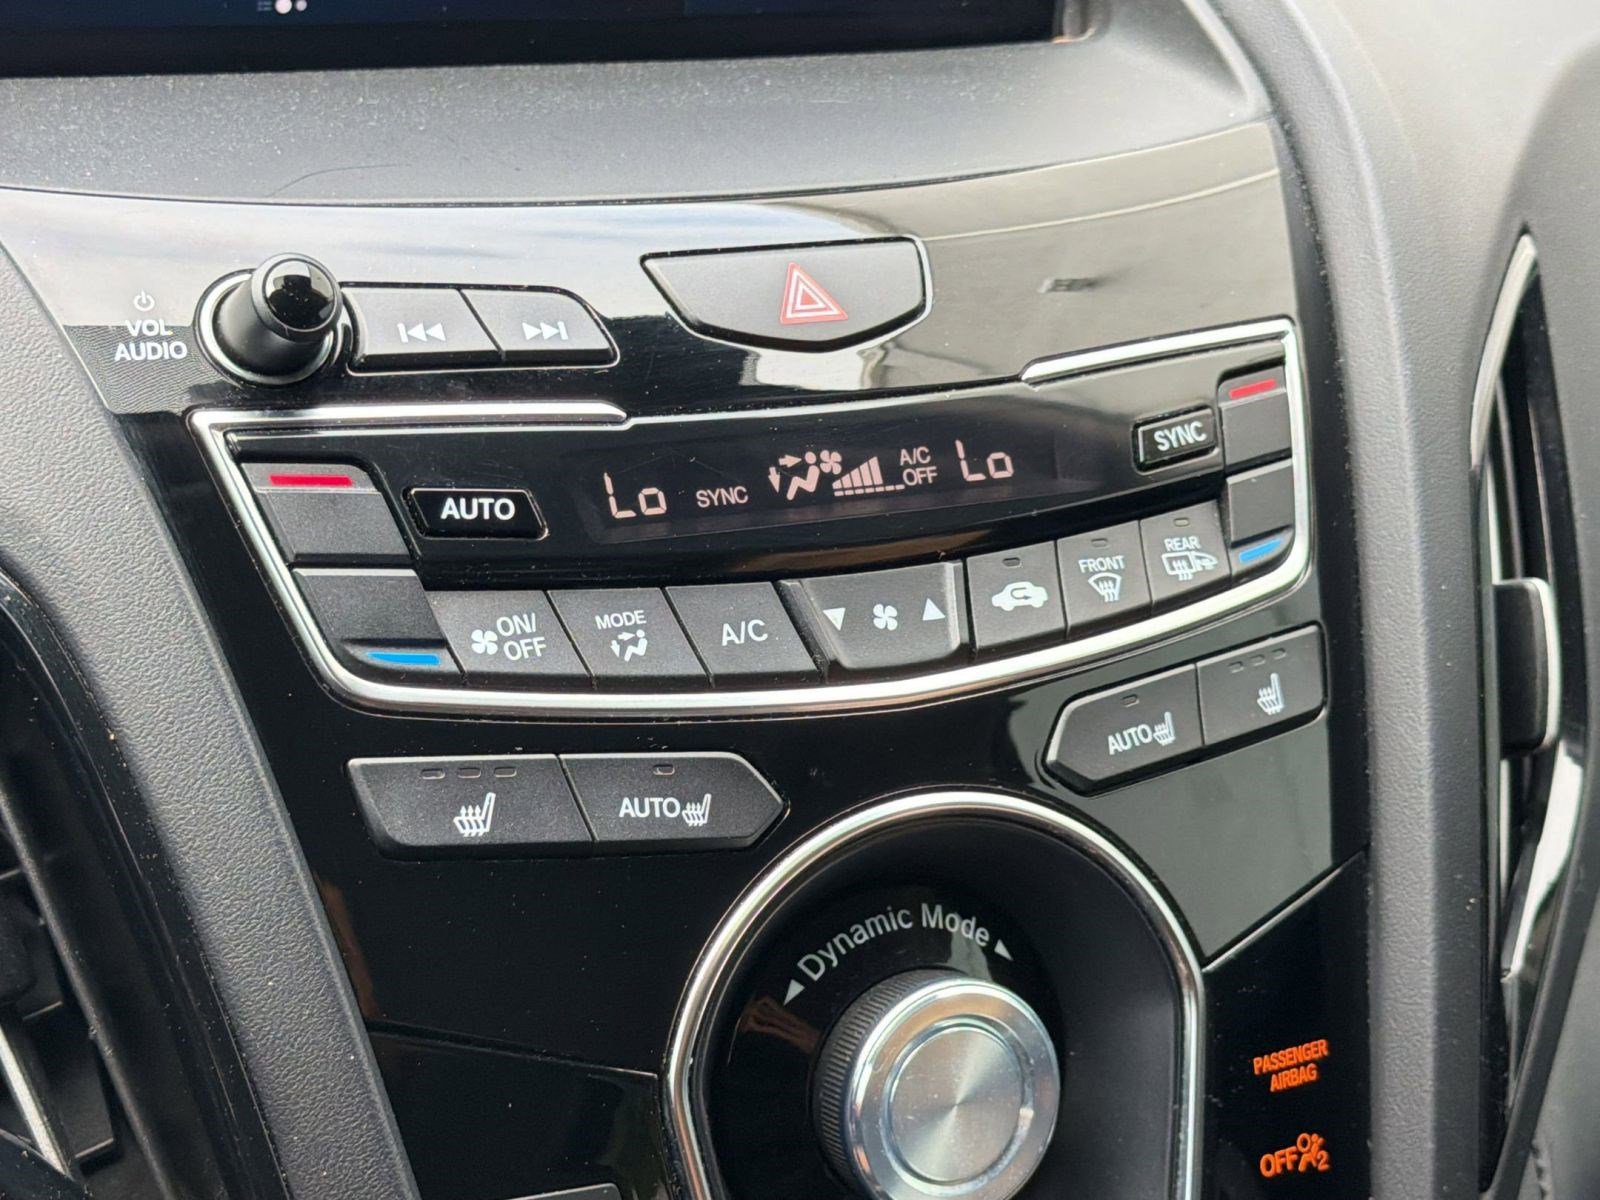 VOL
AUDIO
AUTO
Lo
SYNC
A/C
OFF
Lo
SYNC
ON/
OFF
MODE
A/C
FRONT
REAR
AUTO
AUTO
Dynamic Mode
PASSENGER
AIRBAG
OFF
2